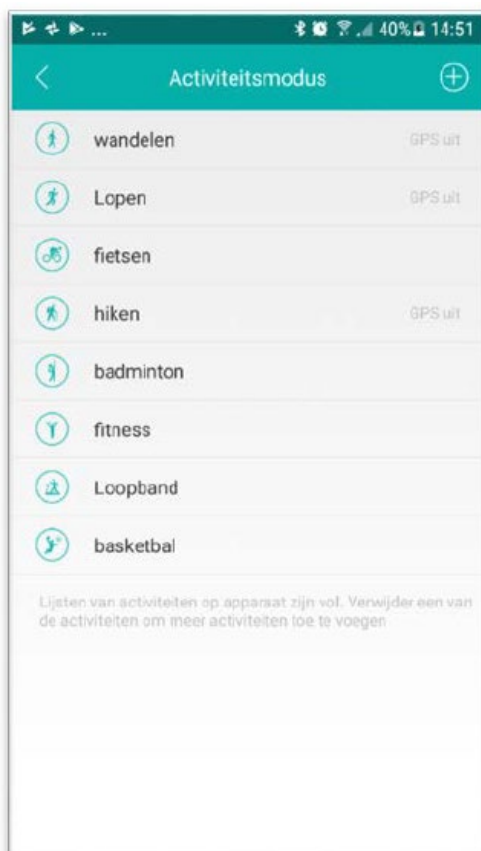 ... 40% 14:51
Activiteitsmodus
wandelen GPS uit
Lopen GPS uit
fietsen
hiken GPS uit
badminton
fitness
Loopband
basketbal
Lijsten van activiteiten op apparaat zijn vol. Verwijder een van
de activiteiten om meer activiteiten toe te voegen